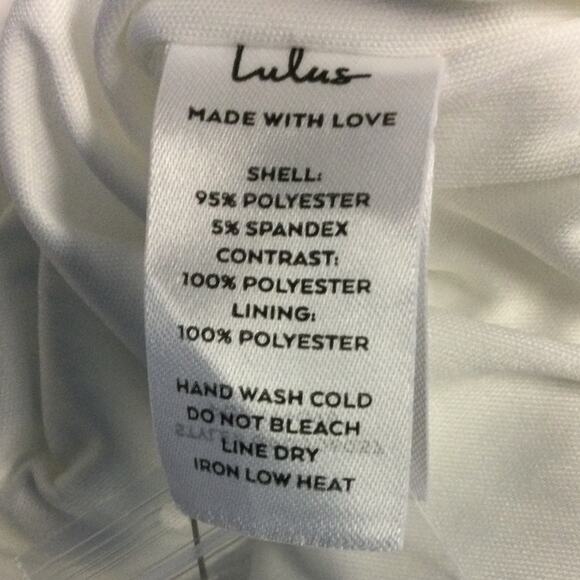 Lulus
MADE WITH LOVE
SHELL:
95% POLYESTER
5% SPANDEX
CONTRAST:
100% POLYESTER
LINING:
100% POLYESTER
HAND WASH COLD
DO NOT BLEACH
LINE DRY
IRON LOW HEAT